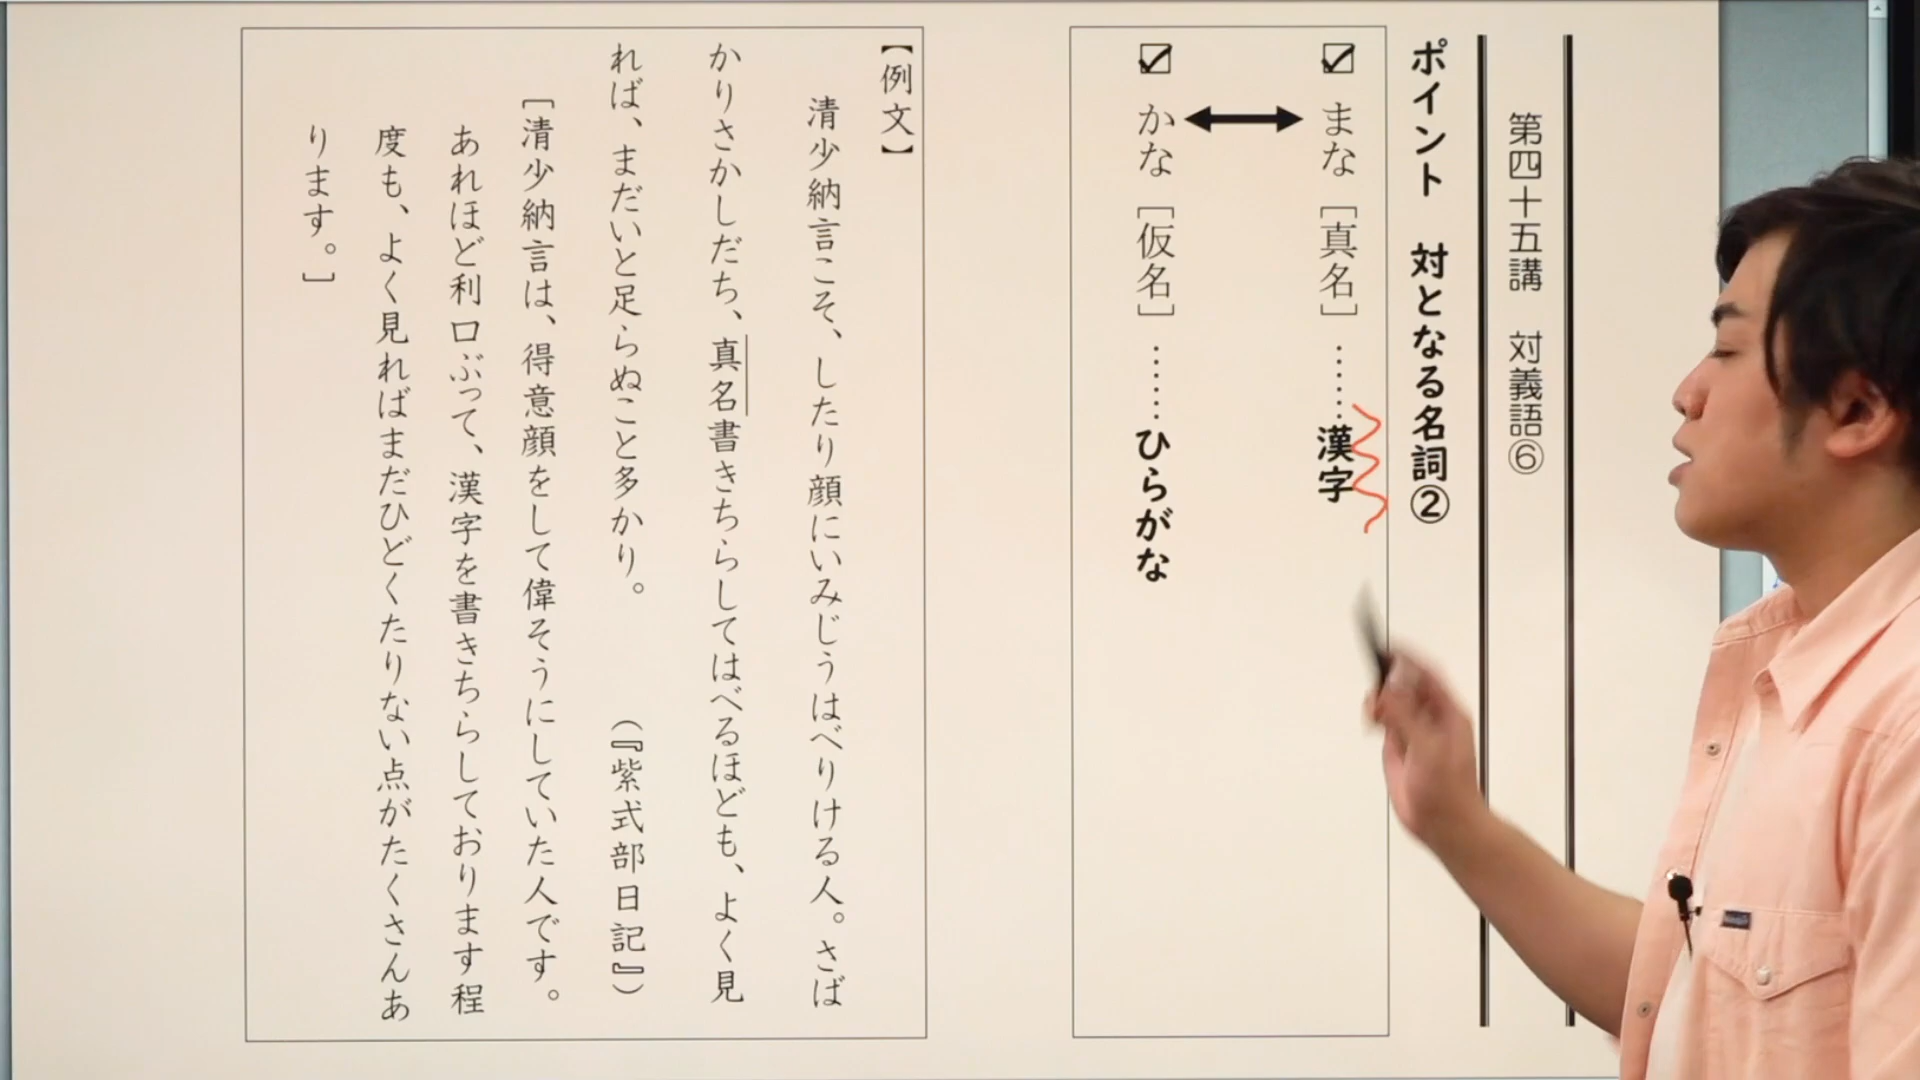 第四十五講 対義語⑥
ポイント 対となる名詞②
☑ まな［真名］……漢字
☑ かな［仮名］……ひらがな
【例文】
清少納言こそ、したり顔にいみじうはべりける人。さば
かりさかしだち、真名書きちらしてはべるほども、よく見
れば、まだいと足らぬこと多かり。 （『紫式部日記』）
［清少納言は、得意顔をして偉そうにしていた人です。
あれほど利口ぶって、漢字を書きちらしております程
度も、よく見ればまだひどくたりない点がたくさんあ
ります。］